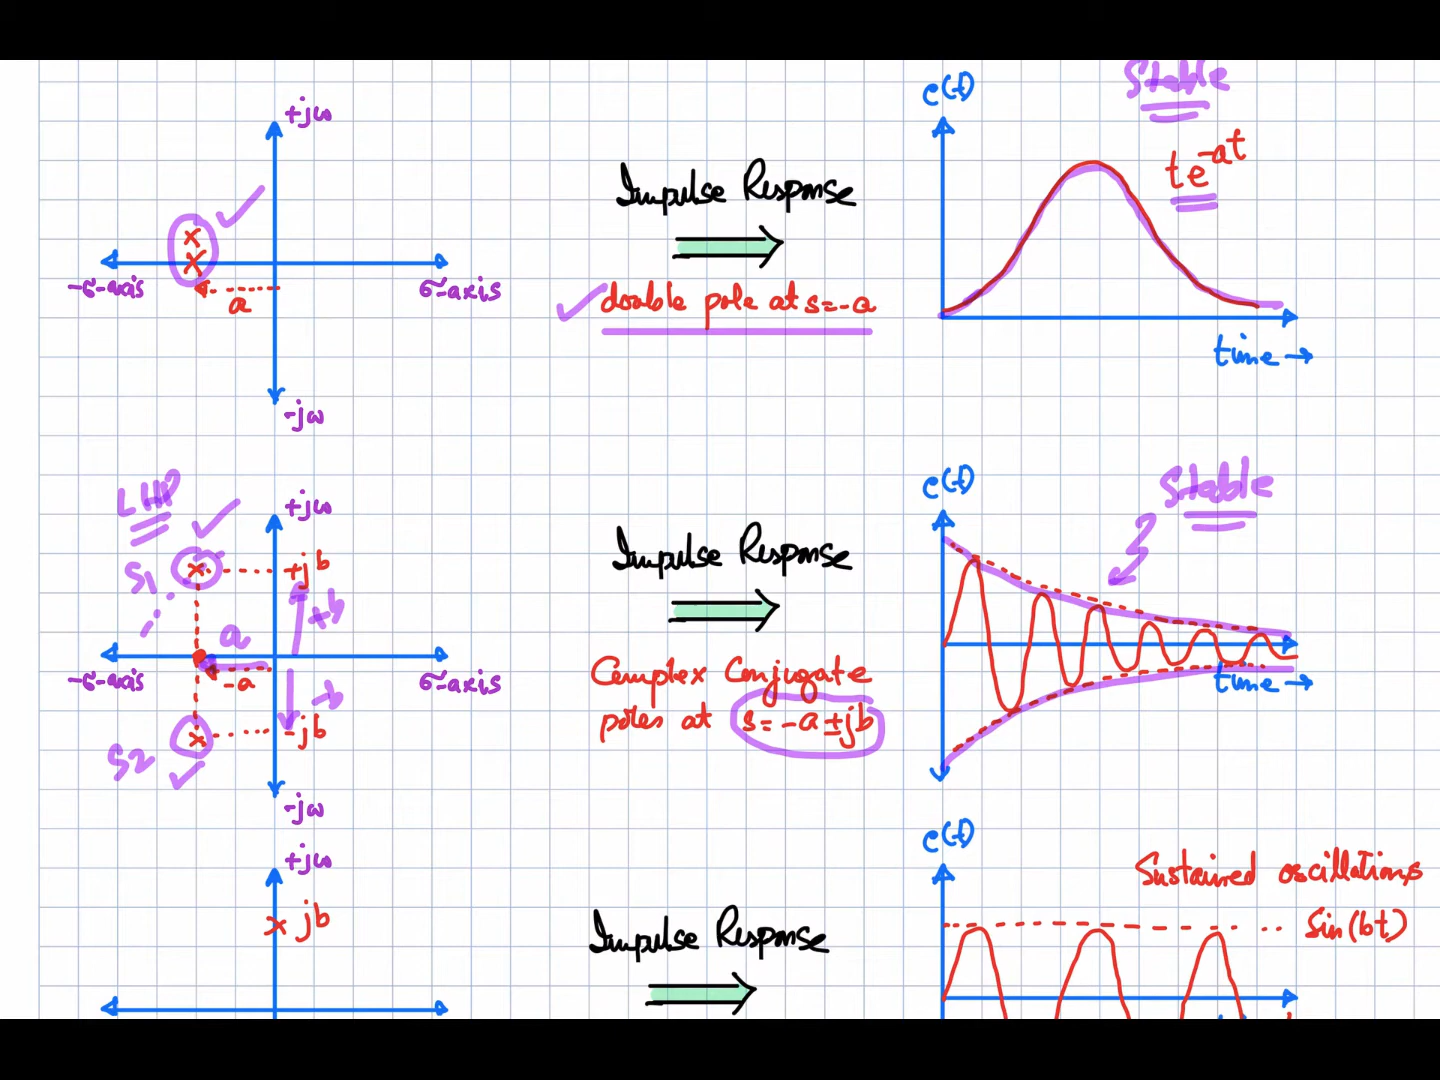 c(t)
Stable
+jω
te^-at
Impulse Response
-σ-axis
σ-axis
a
double pole at s=-a
time →
-jω
LHP
+jω
c(t)
Stable
S1
+jb
+b
Impulse Response
a
-σ-axis
-a
σ-axis
-b
Complex Conjugate
poles at s=-a±jb
time →
S2
-jb
-jω
+jω
c(t)
Sustained oscillations
jb
Impulse Response
Sin(bt)